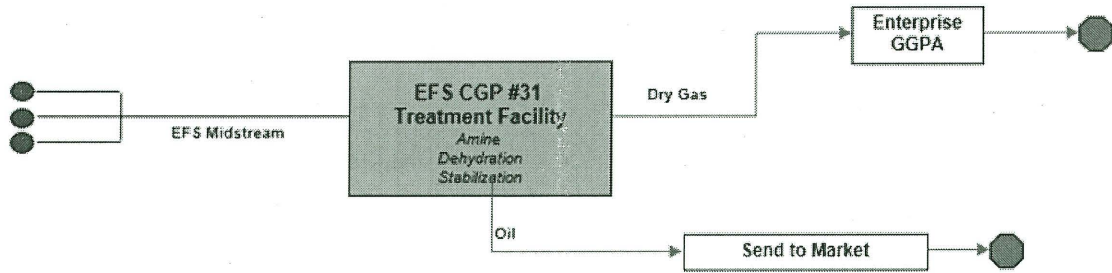 Enterprise
GGPA
EFS CGP #31
Treatment Facility
Amine
Dehydration
Stabilization
Dry Gas
EFS Midstream
Oil
Send to Market